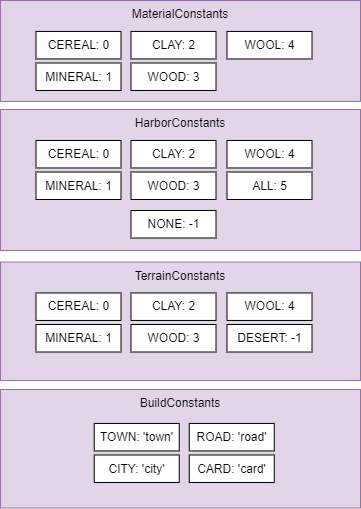 MaterialConstants
CEREAL: 0 CLAY: 2 WOOL: 4
MINERAL: 1 WOOD: 3
HarborConstants
CEREAL: 0 CLAY: 2 WOOL: 4
MINERAL: 1 WOOD: 3 ALL: 5
NONE: -1
TerrainConstants
CEREAL: 0 CLAY: 2 WOOL: 4
MINERAL: 1 WOOD: 3 DESERT: -1
BuildConstants
TOWN: 'town' ROAD: 'road'
CITY: 'city' CARD: 'card'